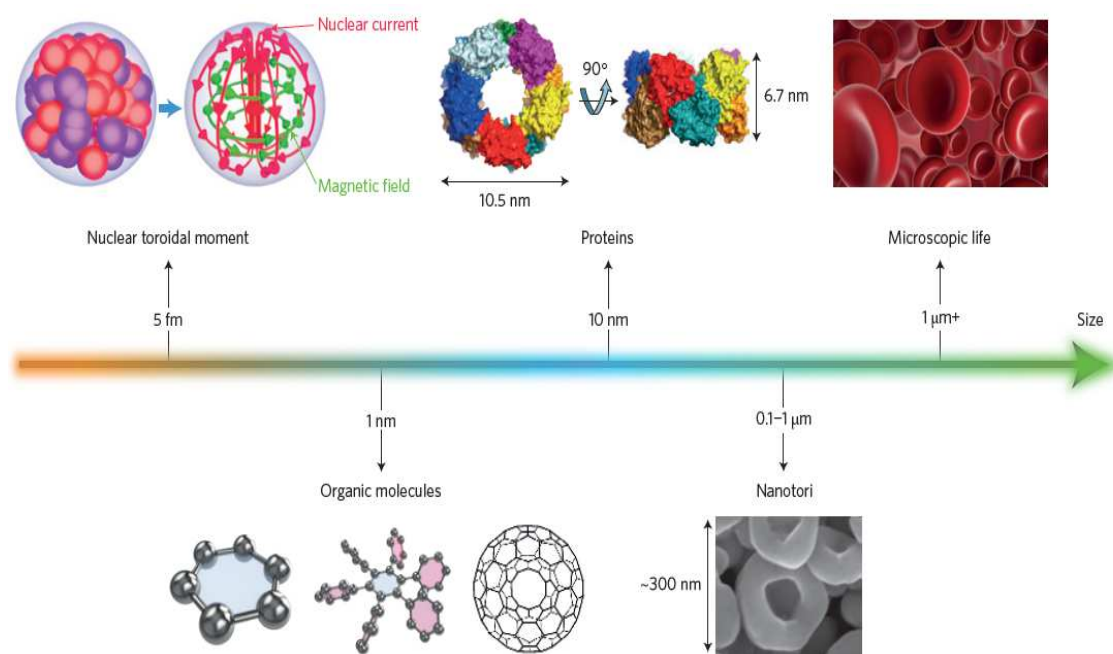 Nuclear current
Magnetic field
90°
6.7 nm
10.5 nm
Nuclear toroidal moment
Proteins
Microscopic life
5 fm
10 nm
1 μm+
Size
1 nm
0.1–1 μm
Organic molecules
Nanotori
~300 nm